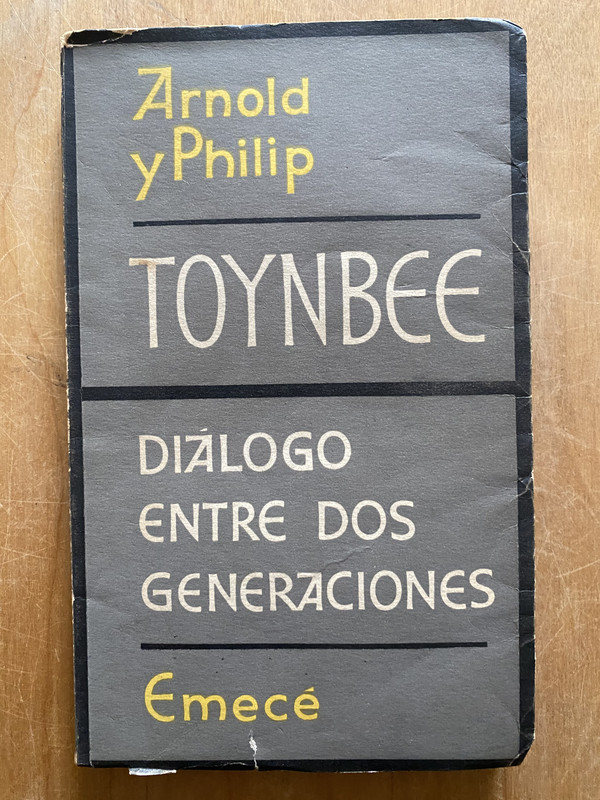 Arnold
y Philip
TOYNBEE
DIÁLOGO
ENTRE DOS
GENERACIONES
Emecé